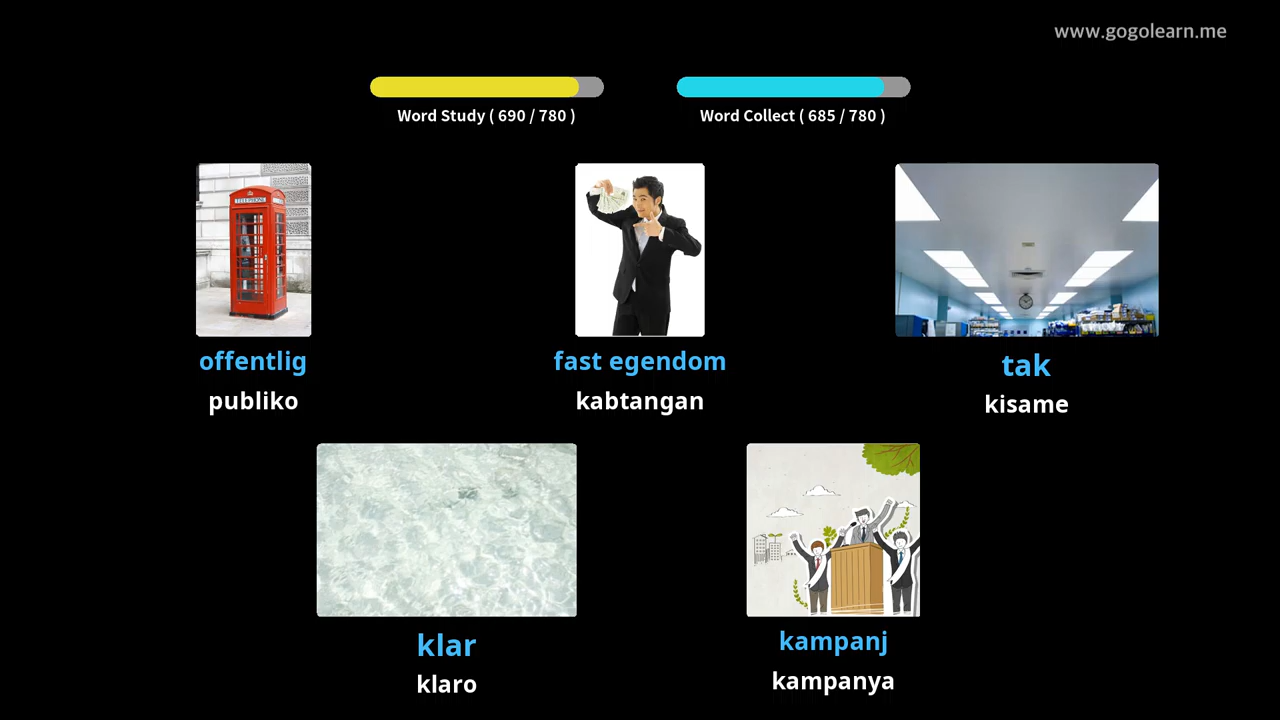 www.gogolearn.me
Word Study ( 690 / 780 )
Word Collect ( 685 / 780 )
TELEPHONE
offentlig
publiko
fast egendom
kabtangan
tak
kisame
klar
klaro
kampanj
kampanya